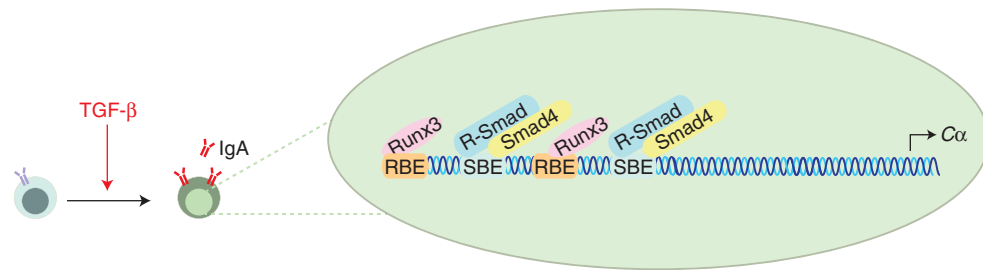 TGF-β
IgA
Runx3
R-Smad
Smad4
Runx3
R-Smad
Smad4
Cα
RBE
SBE
RBE
SBE